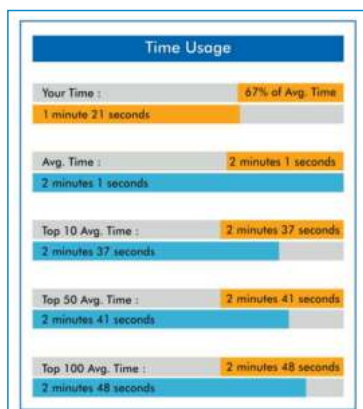 Time Usage
Your Time : 67% of Avg. Time
1 minute 21 seconds
Avg. Time : 2 minutes 1 seconds
2 minutes 1 seconds
Top 10 Avg. Time : 2 minutes 37 seconds
2 minutes 37 seconds
Top 50 Avg. Time : 2 minutes 41 seconds
2 minutes 41 seconds
Top 100 Avg. Time : 2 minutes 48 seconds
2 minutes 48 seconds